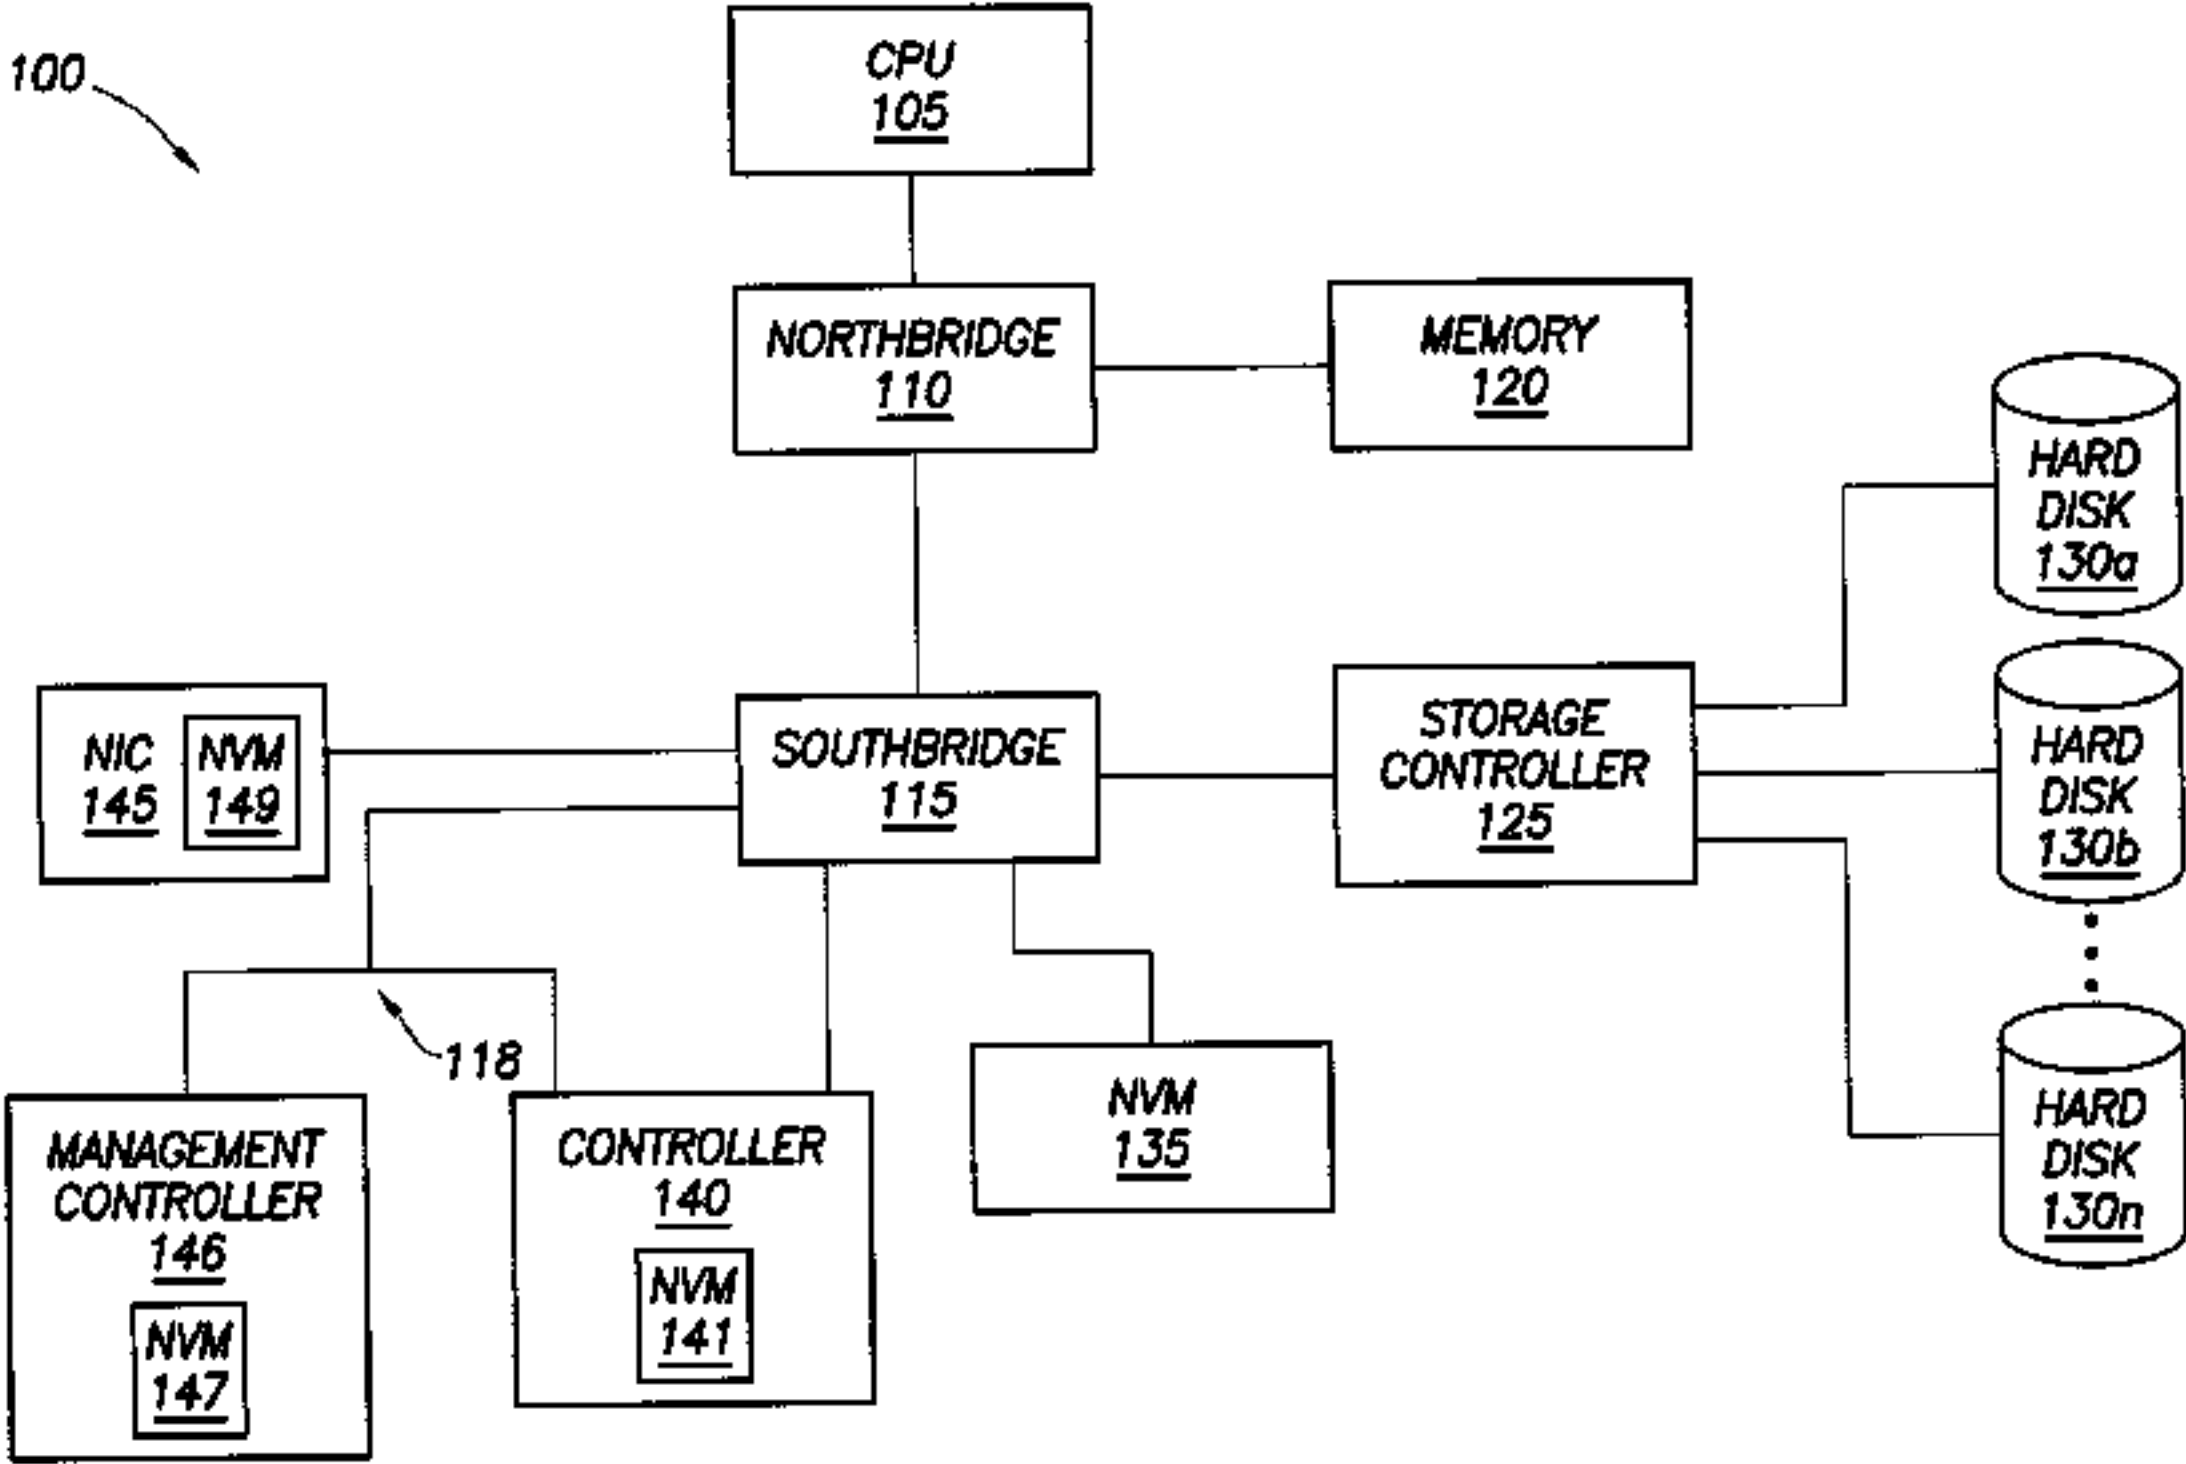 100
CPU
105
NORTHBRIDGE
110
MEMORY
120
HARD
DISK
130a
NIC
145
NVM
149
SOUTHBRIDGE
115
STORAGE
CONTROLLER
125
HARD
DISK
130b
118
MANAGEMENT
CONTROLLER
146
NVM
147
CONTROLLER
140
NVM
141
NVM
135
HARD
DISK
130n